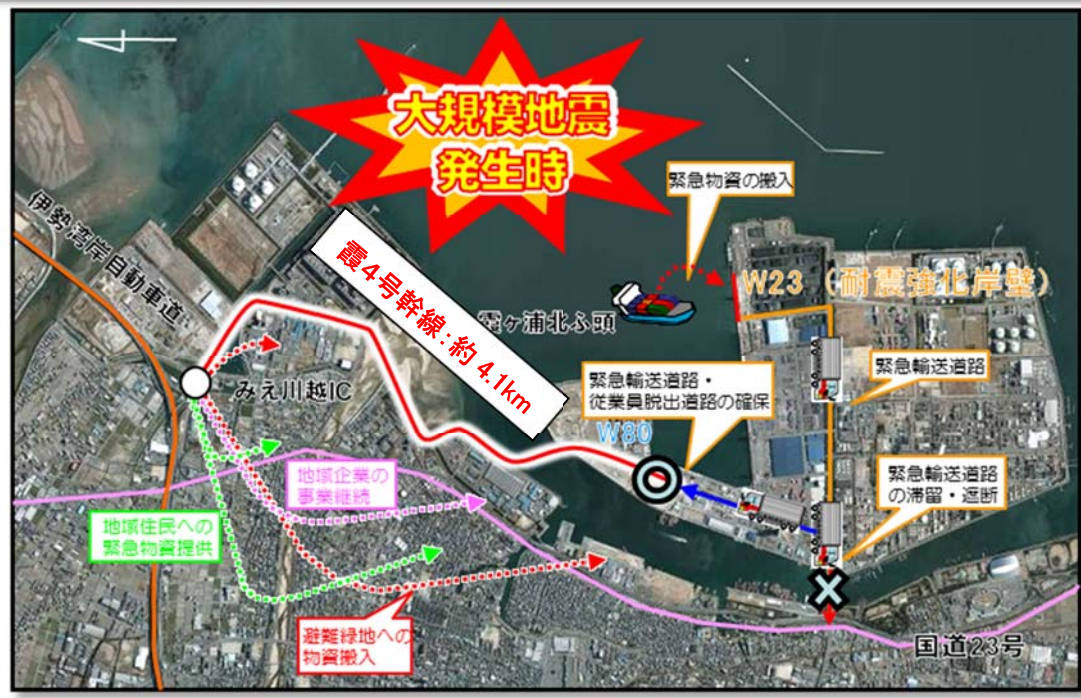 大規模地震
発生時
緊急物資の搬入
伊勢湾岸自動車道
霞4号幹線:約 4.1km
W23（耐震強化岸壁）
霞ヶ浦北ふ頭
みえ川越IC
緊急輸送道路・
従業員脱出道路の確保
緊急輸送道路
W80
地域企業の
事業継続
緊急輸送道路
の滞留・遮断
地域住民への
緊急物資提供
避難緑地への
物資搬入
国道23号